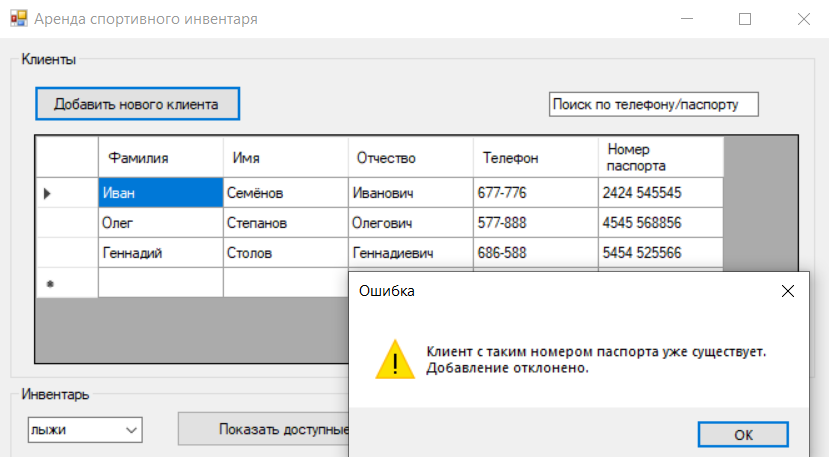 Аренда спортивного инвентаря
Клиенты
Добавить нового клиента
Поиск по телефону/паспорту
Фамилия Имя Отчество Телефон Номер паспорта
Иван Семёнов Иванович 677-776 2424 545545
Олег Степанов Олегович 577-888 4545 568856
Геннадий Столов Геннадиевич 686-588 5454 525566
Ошибка
Клиент с таким номером паспорта уже существует.
Добавление отклонено.
OK
Инвентарь
лыжи
Показать доступные